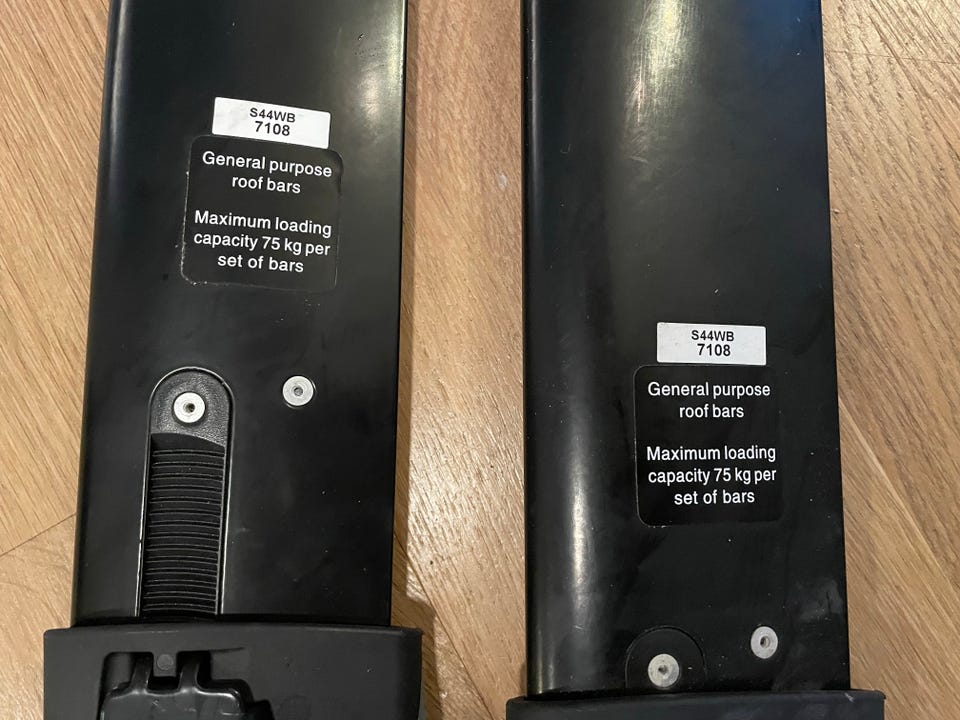 S44WB
7108
General purpose
roof bars
Maximum loading
capacity 75 kg per
set of bars
S44WB
7108
General purpose
roof bars
Maximum loading
capacity 75 kg per
set of bars